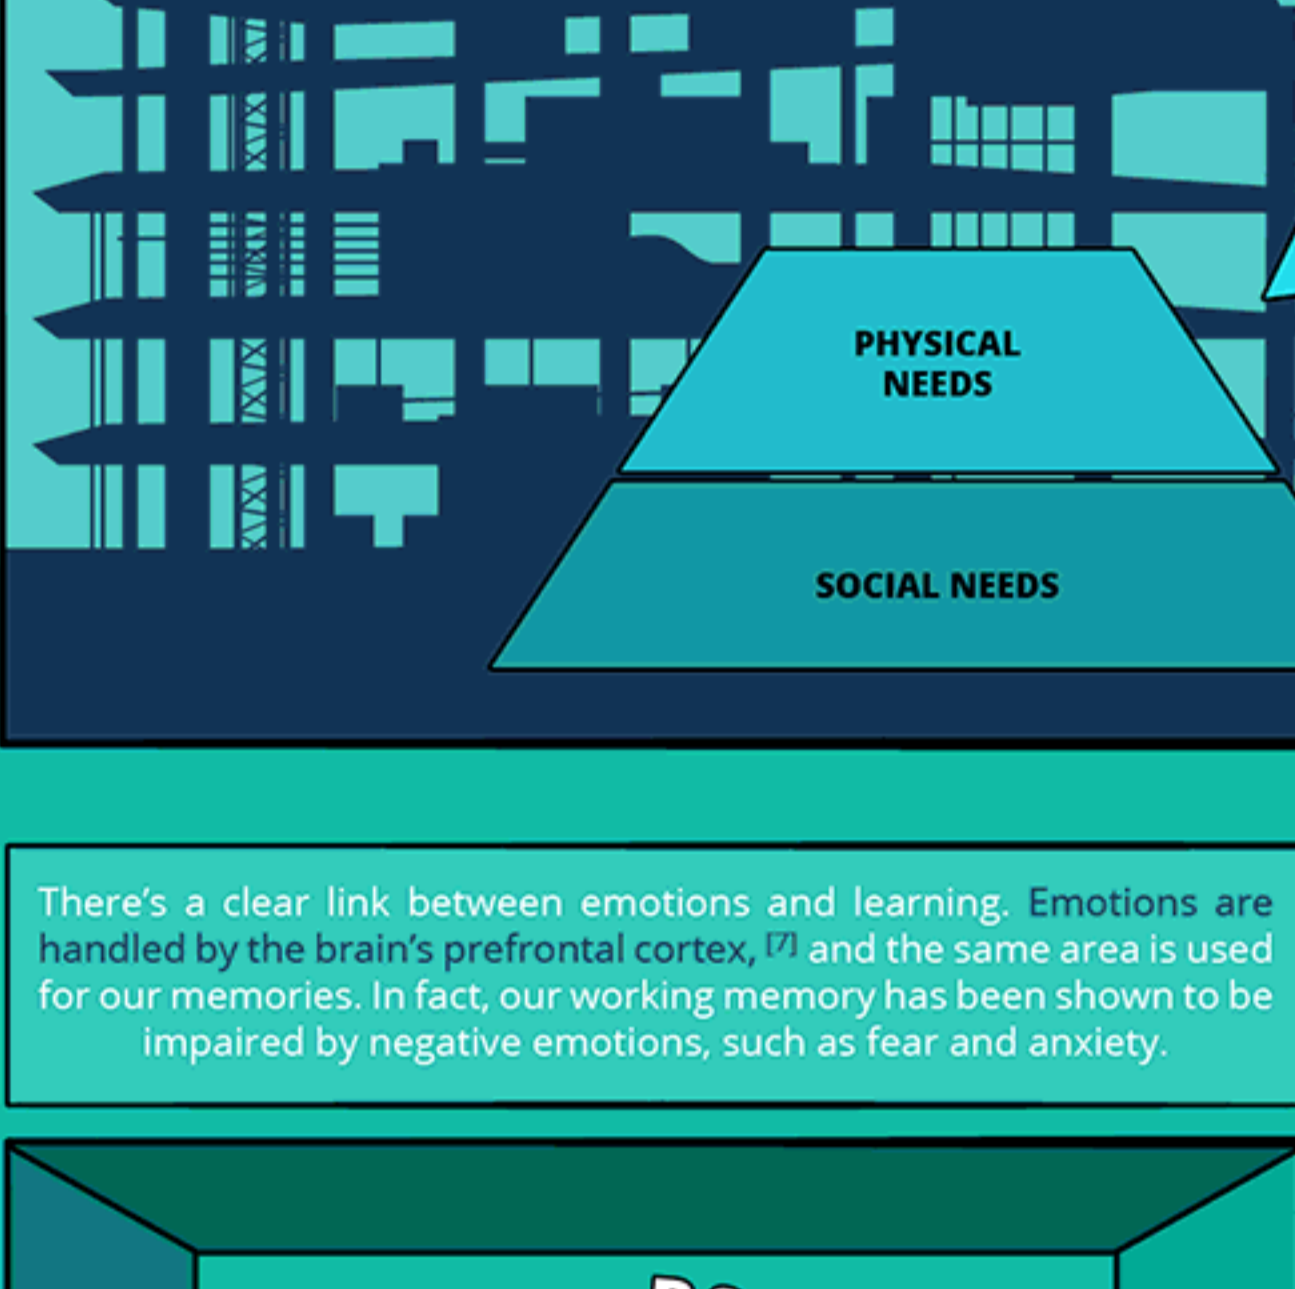 PHYSICAL
NEEDS
SOCIAL NEEDS
There’s a clear link between emotions and learning. Emotions are
handled by the brain’s prefrontal cortex, [7] and the same area is used
for our memories. In fact, our working memory has been shown to be
impaired by negative emotions, such as fear and anxiety.